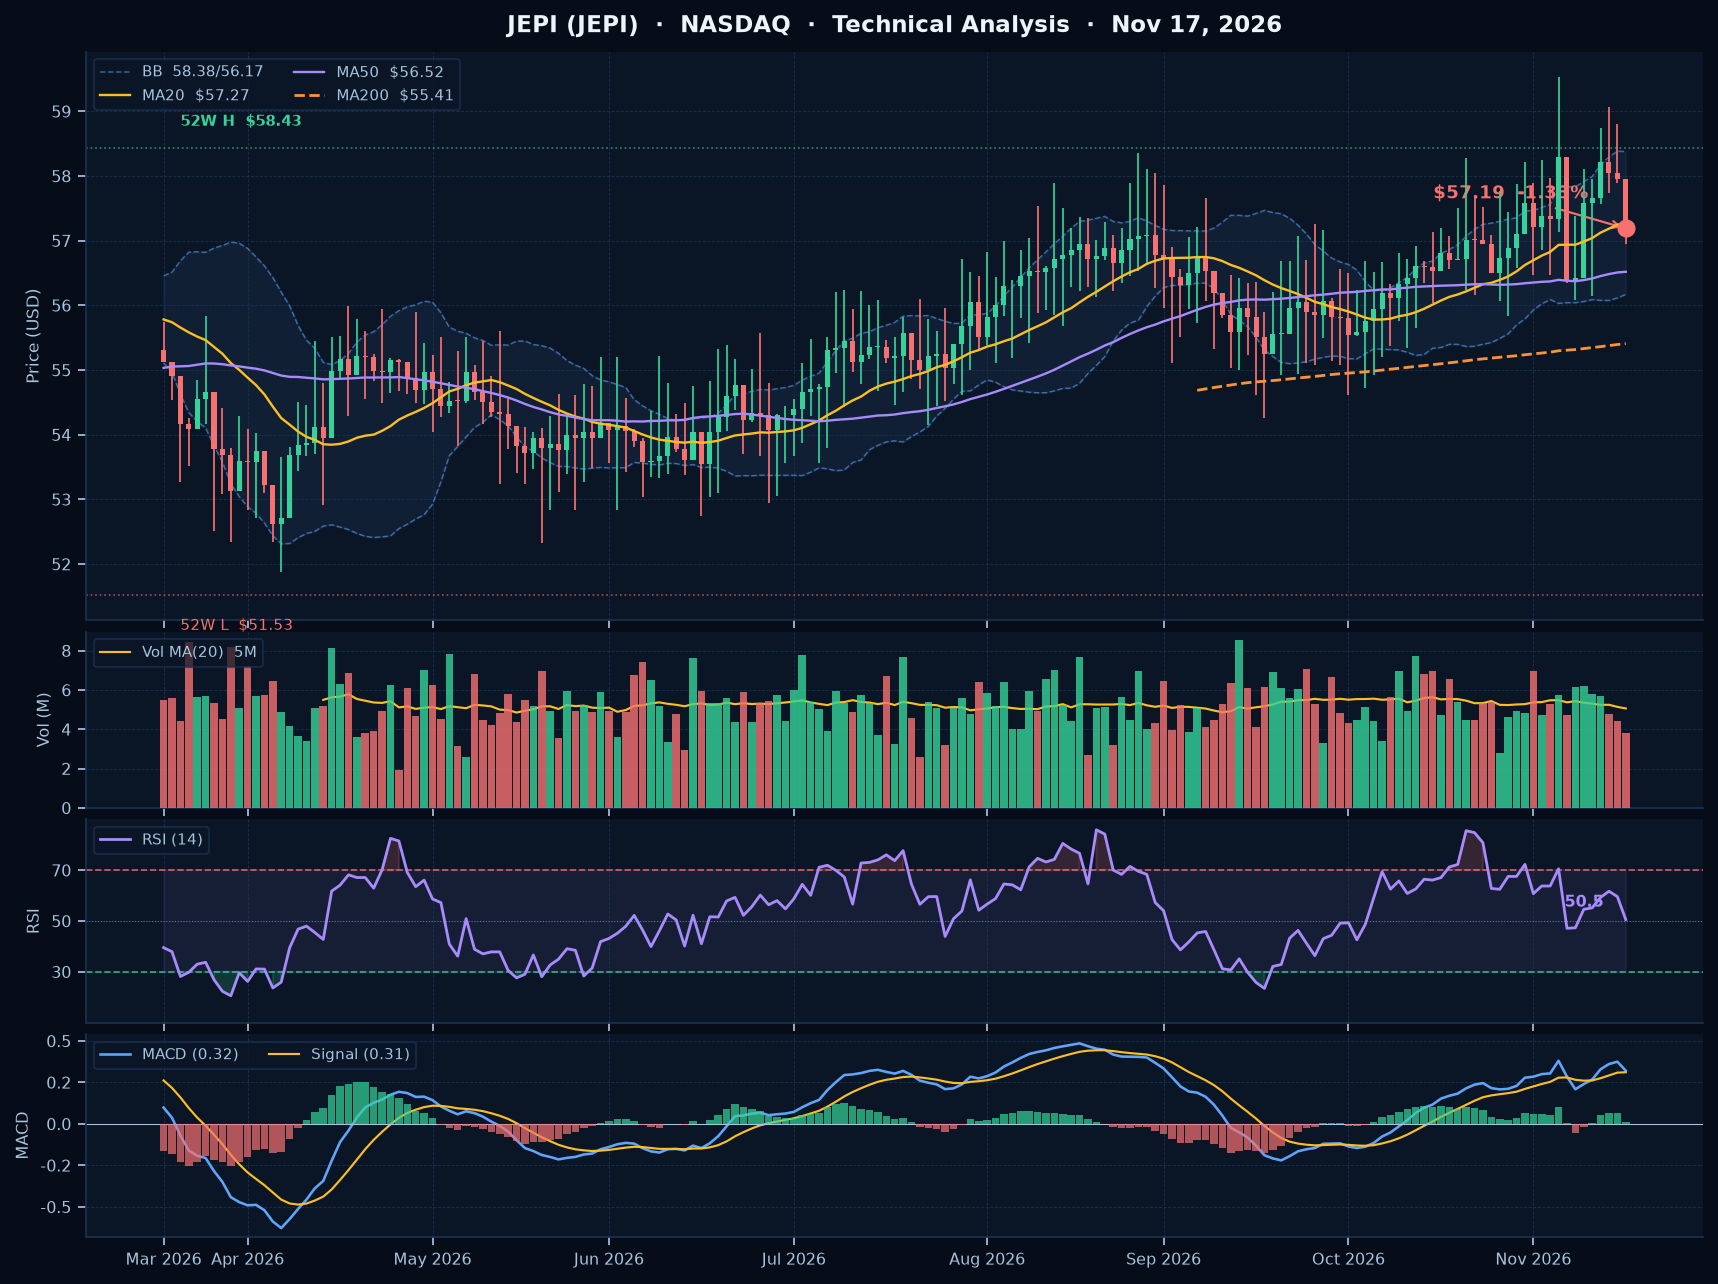 JEPI (JEPI) · NASDAQ · Technical Analysis · Nov 17, 2026
BB 58.38/56.17
MA20 $57.27
MA50 $56.52
MA200 $55.41
52W H $58.43
$57.19 -1.33%
52W L $51.53
Price (USD)
59
58
57
56
55
54
53
52
Vol MA(20) 5M
Vol (M)
8
6
4
2
0
RSI (14)
RSI
70
50
30
50.5
MACD (0.32)
Signal (0.31)
MACD
0.5
0.2
0.0
-0.2
-0.5
Mar 2026
Apr 2026
May 2026
Jun 2026
Jul 2026
Aug 2026
Sep 2026
Oct 2026
Nov 2026